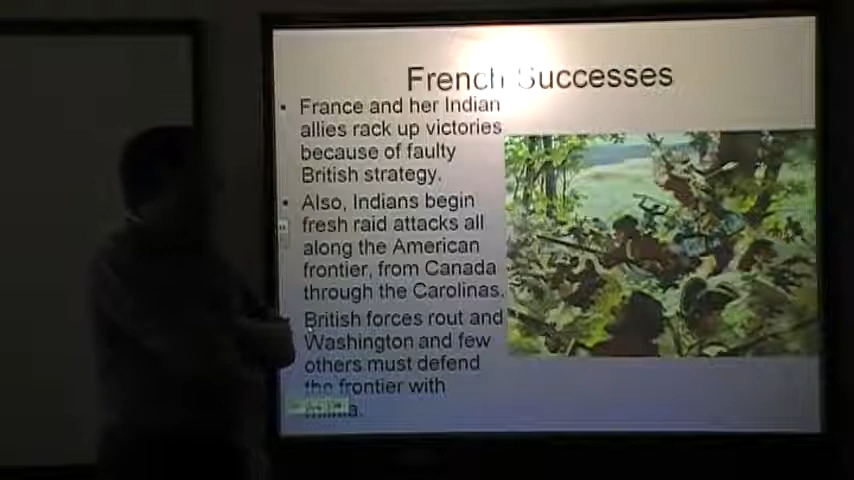 French Successes
• France and her Indian
allies rack up victories
because of faulty
British strategy.
• Also, Indians begin
fresh raid attacks all
along the American
frontier, from Canada
through the Carolinas.
British forces rout and
Washington and few
others must defend
the frontier with
militia.